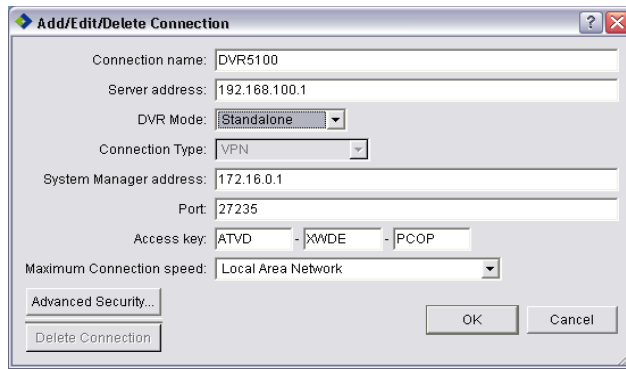 Add/Edit/Delete Connection
Connection name: DVR5100
Server address: 192.168.100.1
DVR Mode: Standalone
Connection Type: VPN
System Manager address: 172.16.0.1
Port: 27235
Access key: ATVD - XWDE - PCOP
Maximum Connection speed: Local Area Network
Advanced Security...
Delete Connection
OK Cancel